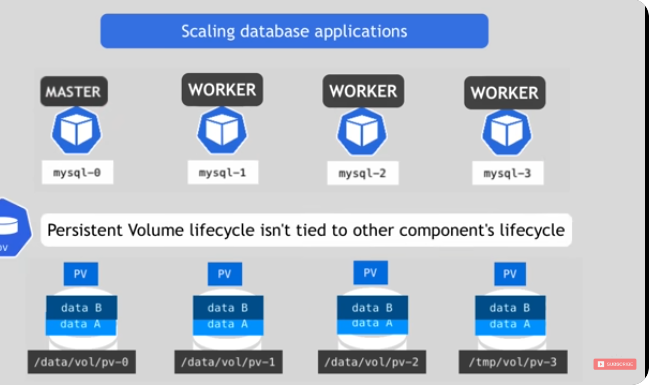 Scaling database applications
MASTER WORKER WORKER WORKER
mysql-0 mysql-1 mysql-2 mysql-3
Persistent Volume lifecycle isn't tied to other component's lifecycle
PV
PV PV PV PV
data B data B data B data B
data A data A data A data A
/data/vol/pv-0 /data/vol/pv-1 /data/vol/pv-2 /tmp/vol/pv-3
SUBSCRIBE